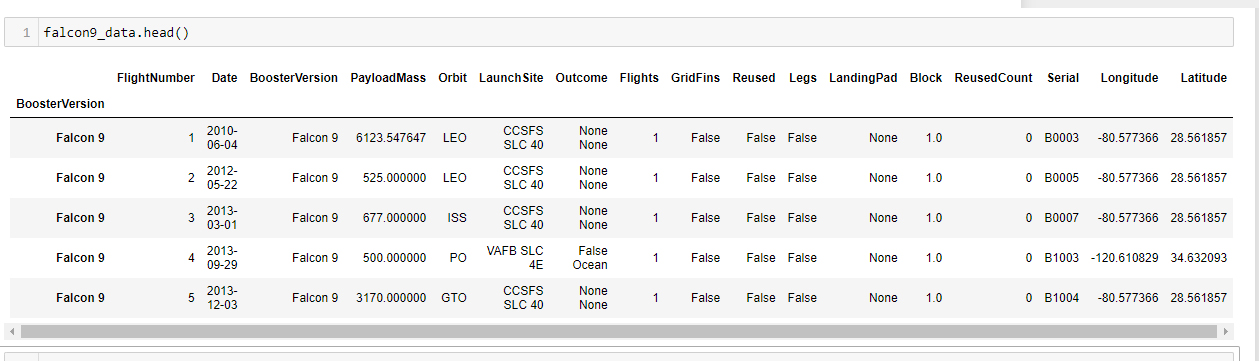 1 falcon9_data.head()
FlightNumber Date BoosterVersion PayloadMass Orbit LaunchSite Outcome Flights GridFins Reused Legs LandingPad Block ReusedCount Serial Longitude Latitude
BoosterVersion
Falcon 9 1 2010-06-04 Falcon 9 6123.547647 LEO CCSFS SLC 40 None None 1 False False False None 1.0 0 B0003 -80.577366 28.561857
Falcon 9 2 2012-05-22 Falcon 9 525.000000 LEO CCSFS SLC 40 None None 1 False False False None 1.0 0 B0005 -80.577366 28.561857
Falcon 9 3 2013-03-01 Falcon 9 677.000000 ISS CCSFS SLC 40 None None 1 False False False None 1.0 0 B0007 -80.577366 28.561857
Falcon 9 4 2013-09-29 Falcon 9 500.000000 PO VAFB SLC 4E False Ocean 1 False False False None 1.0 0 B1003 -120.610829 34.632093
Falcon 9 5 2013-12-03 Falcon 9 3170.000000 GTO CCSFS SLC 40 None None 1 False False False None 1.0 0 B1004 -80.577366 28.561857